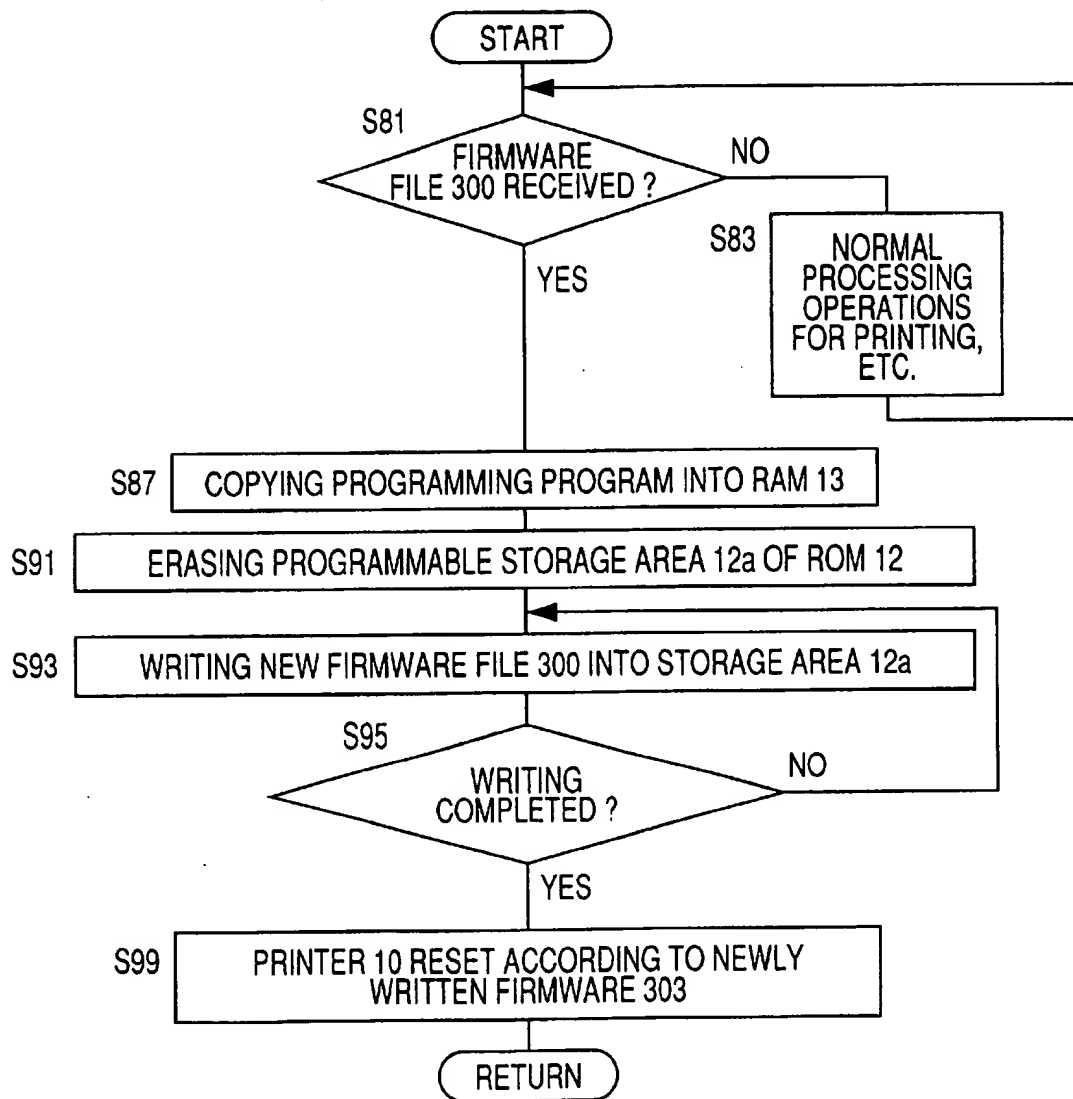 START
S81
FIRMWARE
FILE 300 RECEIVED ?
NO
YES
S83
NORMAL
PROCESSING
OPERATIONS
FOR PRINTING,
ETC.
S87
COPYING PROGRAMMING PROGRAM INTO RAM 13
S91
ERASING PROGRAMMABLE STORAGE AREA 12a OF ROM 12
S93
WRITING NEW FIRMWARE FILE 300 INTO STORAGE AREA 12a
S95
WRITING
COMPLETED ?
NO
YES
S99
PRINTER 10 RESET ACCORDING TO NEWLY
WRITTEN FIRMWARE 303
RETURN